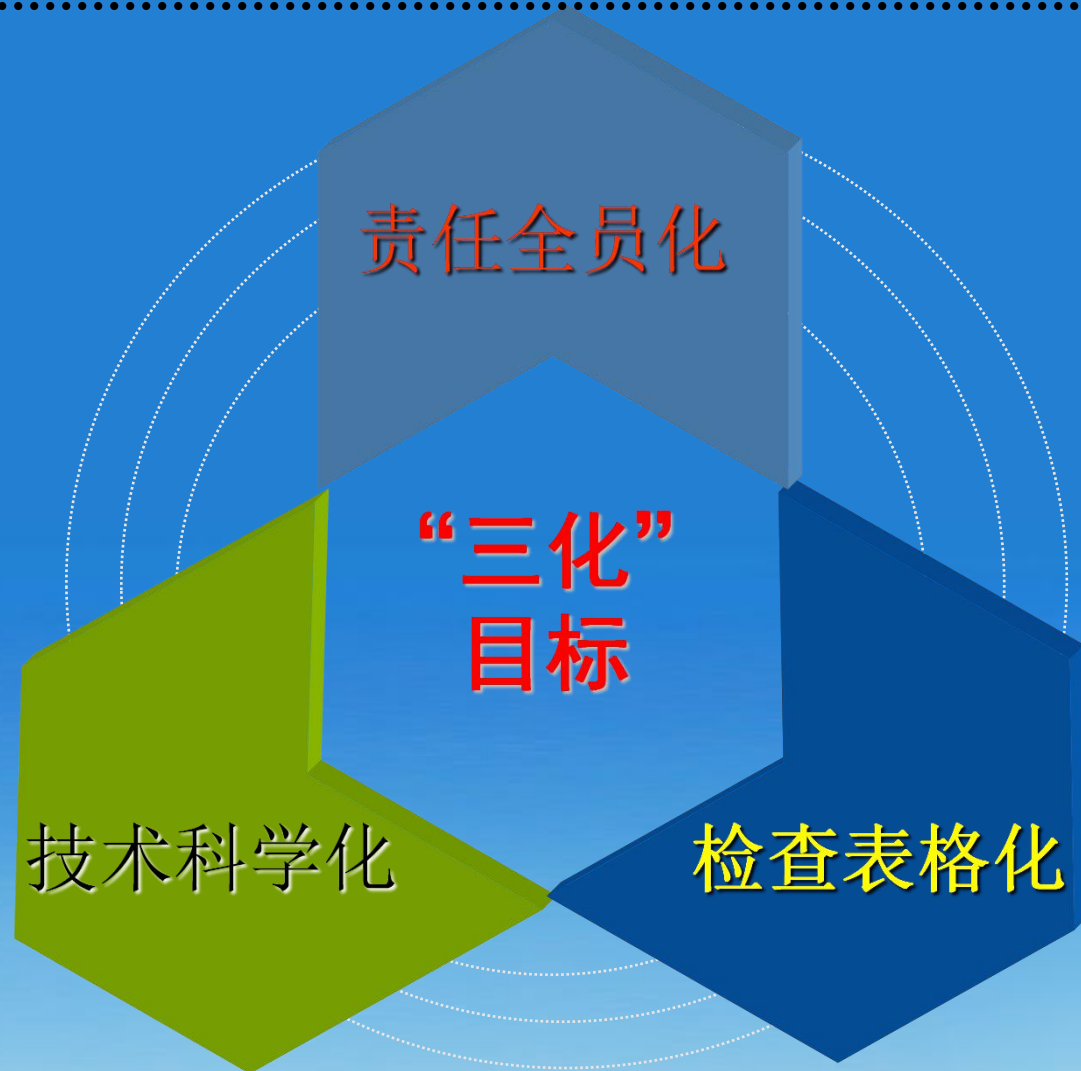 责任全员化
“三化”
目标
技术科学化
检查表格化